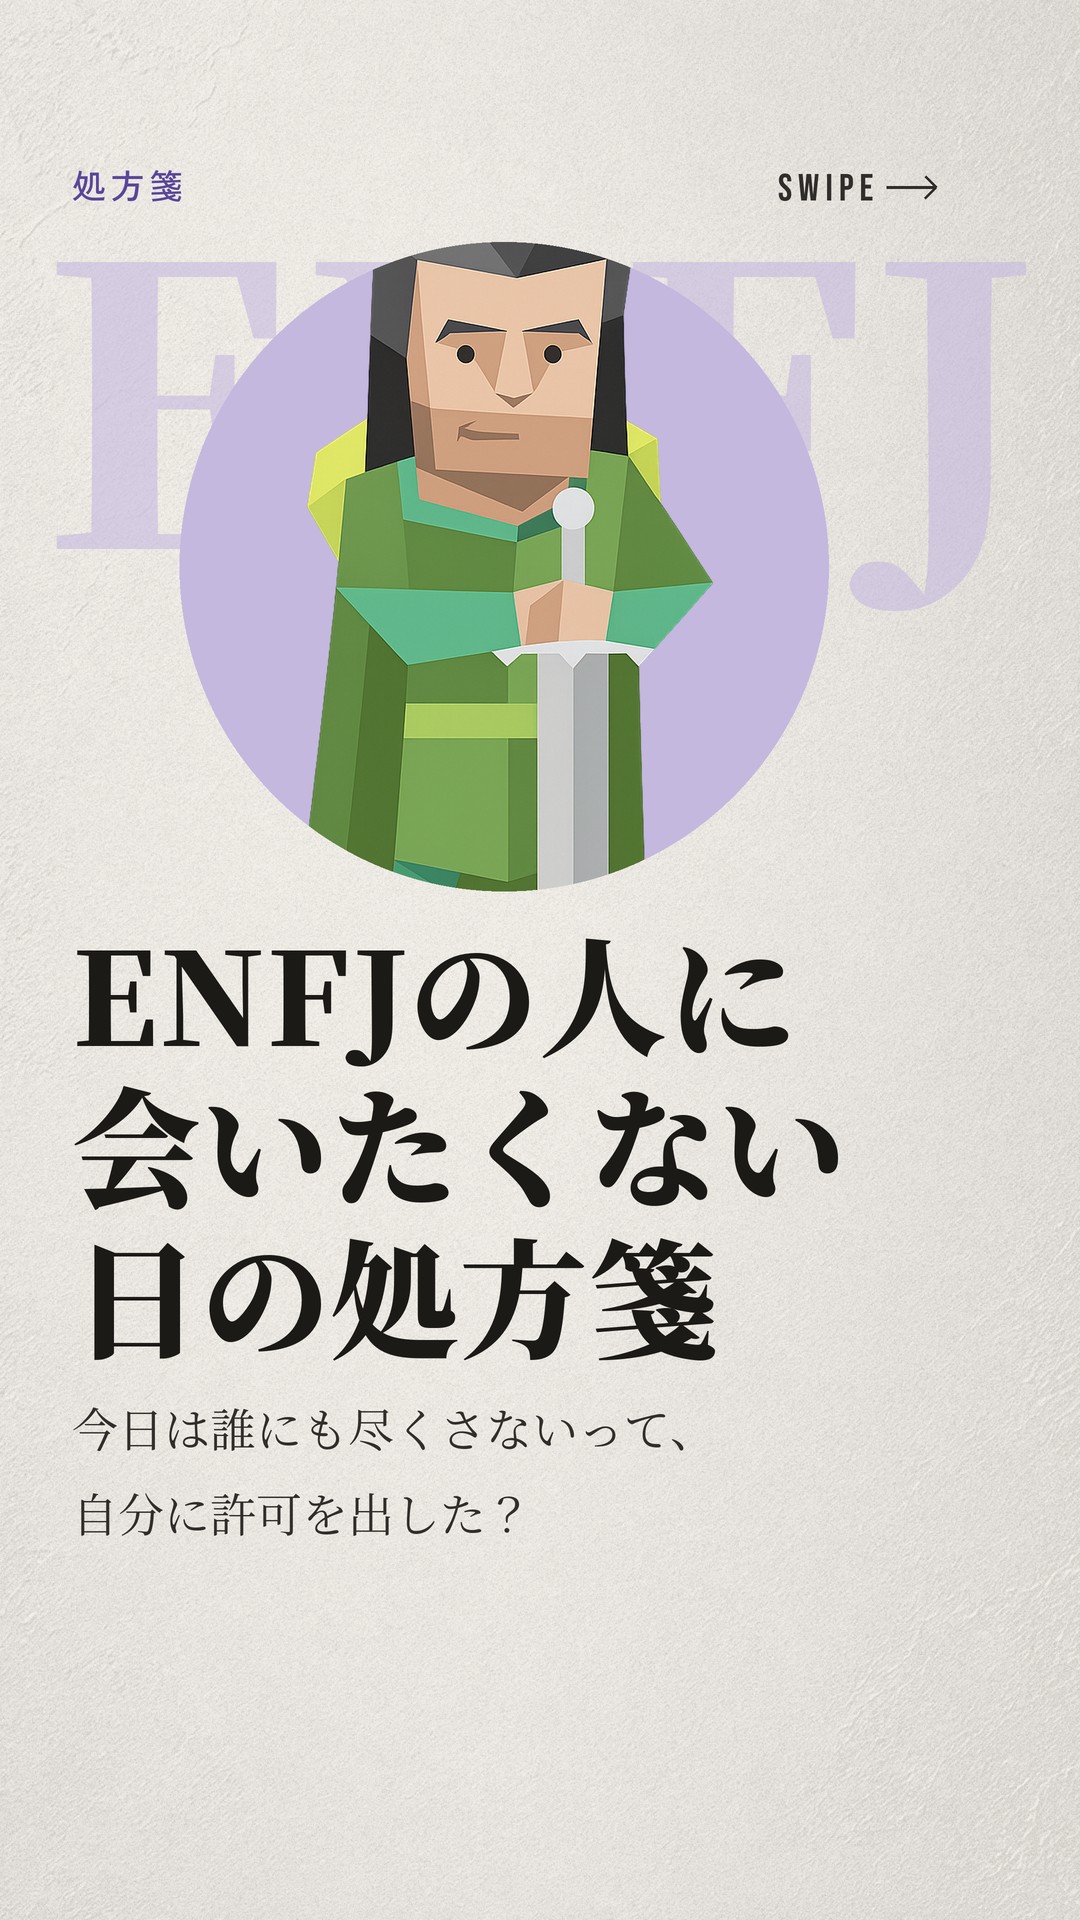 処方箋
SWIPE →
ENFJ
ENFJの人に
会いたくない
日の処方箋
今日は誰にも尽くさないって、
自分に許可を出した？